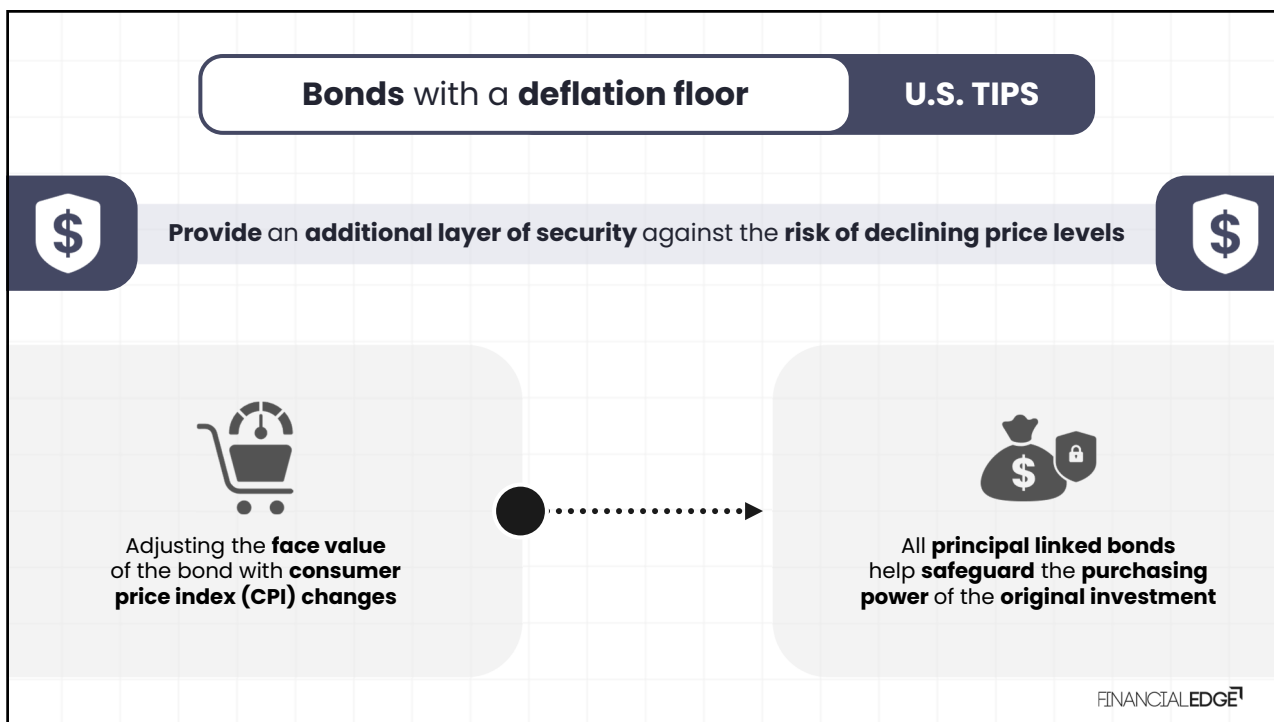 Bonds with a deflation floor
U.S. TIPS
$
Provide an additional layer of security against the risk of declining price levels
$
$
Adjusting the face value
of the bond with consumer
price index (CPI) changes
All principal linked bonds
help safeguard the purchasing
power of the original investment
FINANCIALEDGE